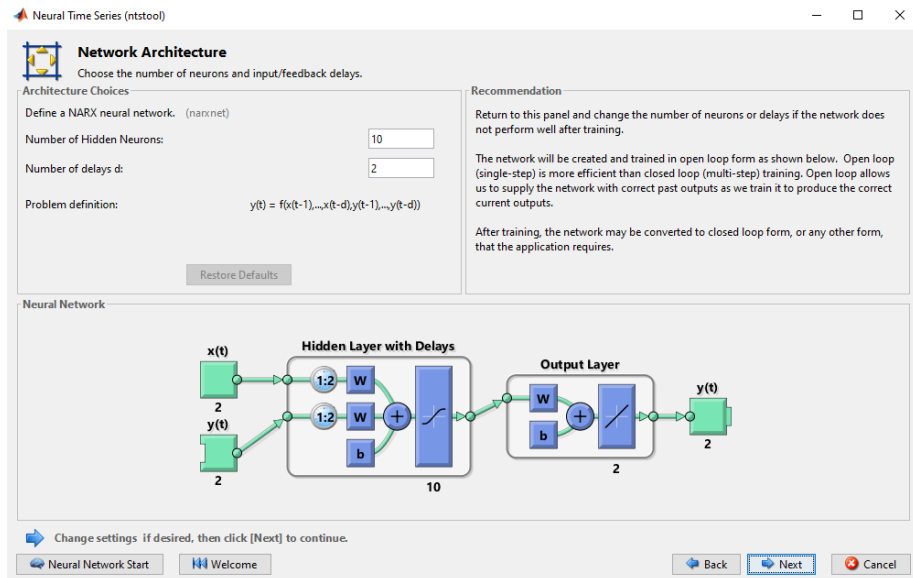 Neural Time Series (ntstool)
Network Architecture
Choose the number of neurons and input/feedback delays.
Architecture Choices
Define a NARX neural network. (narxnet)
Number of Hidden Neurons: 10
Number of delays d: 2
Problem definition: y(t) = f(x(t-1),...,x(t-d),y(t-1),...,y(t-d))
Restore Defaults
Recommendation
Return to this panel and change the number of neurons or delays if the network does
not perform well after training.
The network will be created and trained in open loop form as shown below. Open loop
(single-step) is more efficient than closed loop (multi-step) training. Open loop allows
us to supply the network with correct past outputs as we train it to produce the correct
current outputs.
After training, the network may be converted to closed loop form, or any other form,
that the application requires.
Neural Network
x(t)
2
y(t)
2
Hidden Layer with Delays
1:2 W
1:2 W
+
b
10
Output Layer
W
+
b
2
y(t)
2
Change settings if desired, then click [Next] to continue.
Neural Network Start
Welcome
Back
Next
Cancel